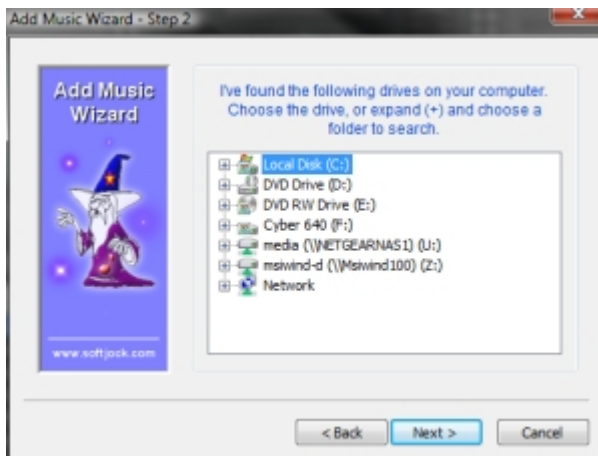 Add Music Wizard - Step 2
Add Music
Wizard
www.softjock.com
I've found the following drives on your computer.
Choose the drive, or expand (+) and choose a
folder to search.
Local Disk (C:)
DVD Drive (D:)
DVD RW Drive (E:)
Cyber 640 (F:)
media (\\NETGEARNAS1) (U:)
msiwind-d (\\Msiwind100) (Z:)
Network
< Back Next > Cancel